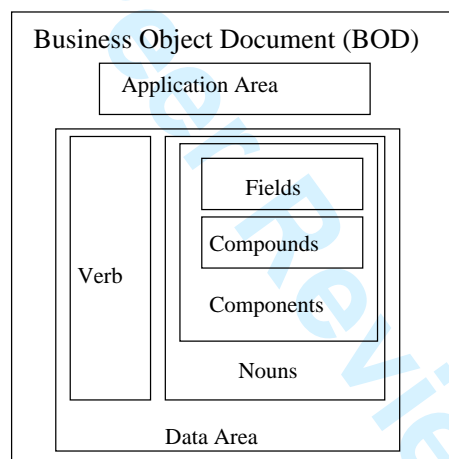 Business Object Document (BOD)
Application Area
Fields
Compounds
Verb
Components
Nouns
Data Area